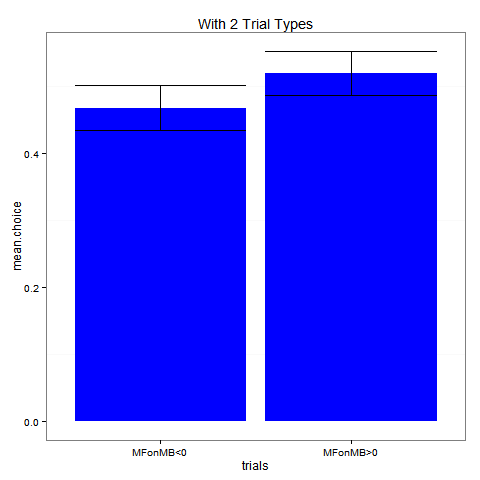 With 2 Trial Types
mean.choice
0.4
0.2
0.0
MFonMB<0
MFonMB>0
trials